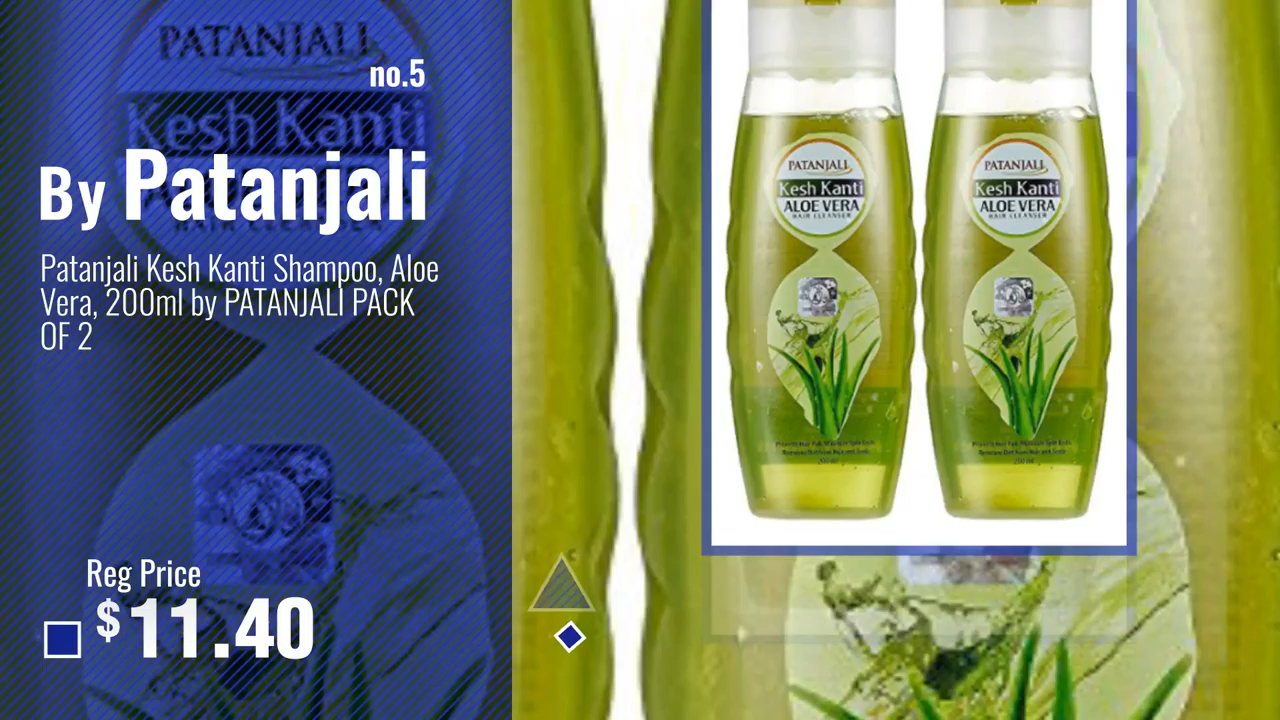 no.5
By Patanjali
Patanjali Kesh Kanti Shampoo, Aloe
Vera, 200ml by PATANJALI PACK
OF 2
Reg Price
$11.40
PATANJALI
Kesh Kanti
PATANJALI
Kesh Kanti
ALOE VERA
HAIR CLEANSER
PATANJALI
Kesh Kanti
ALOE VERA
HAIR CLEANSER